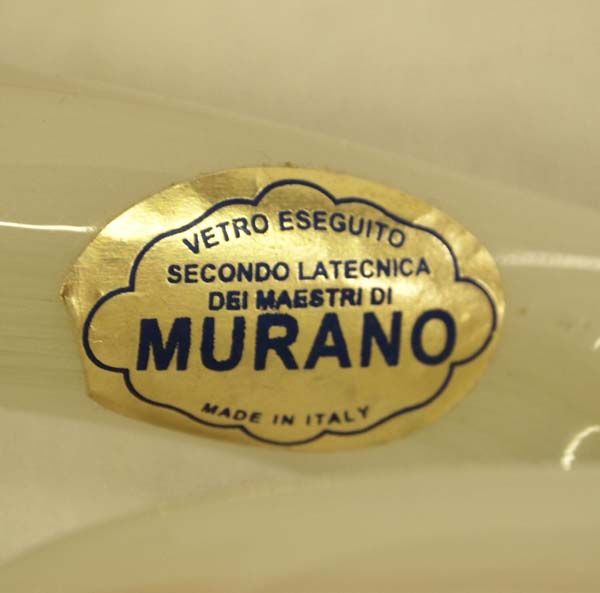 VETRO ESEGUITO
SECONDO LATECNICA
DEI MAESTRI DI
MURANO
MADE IN ITALY